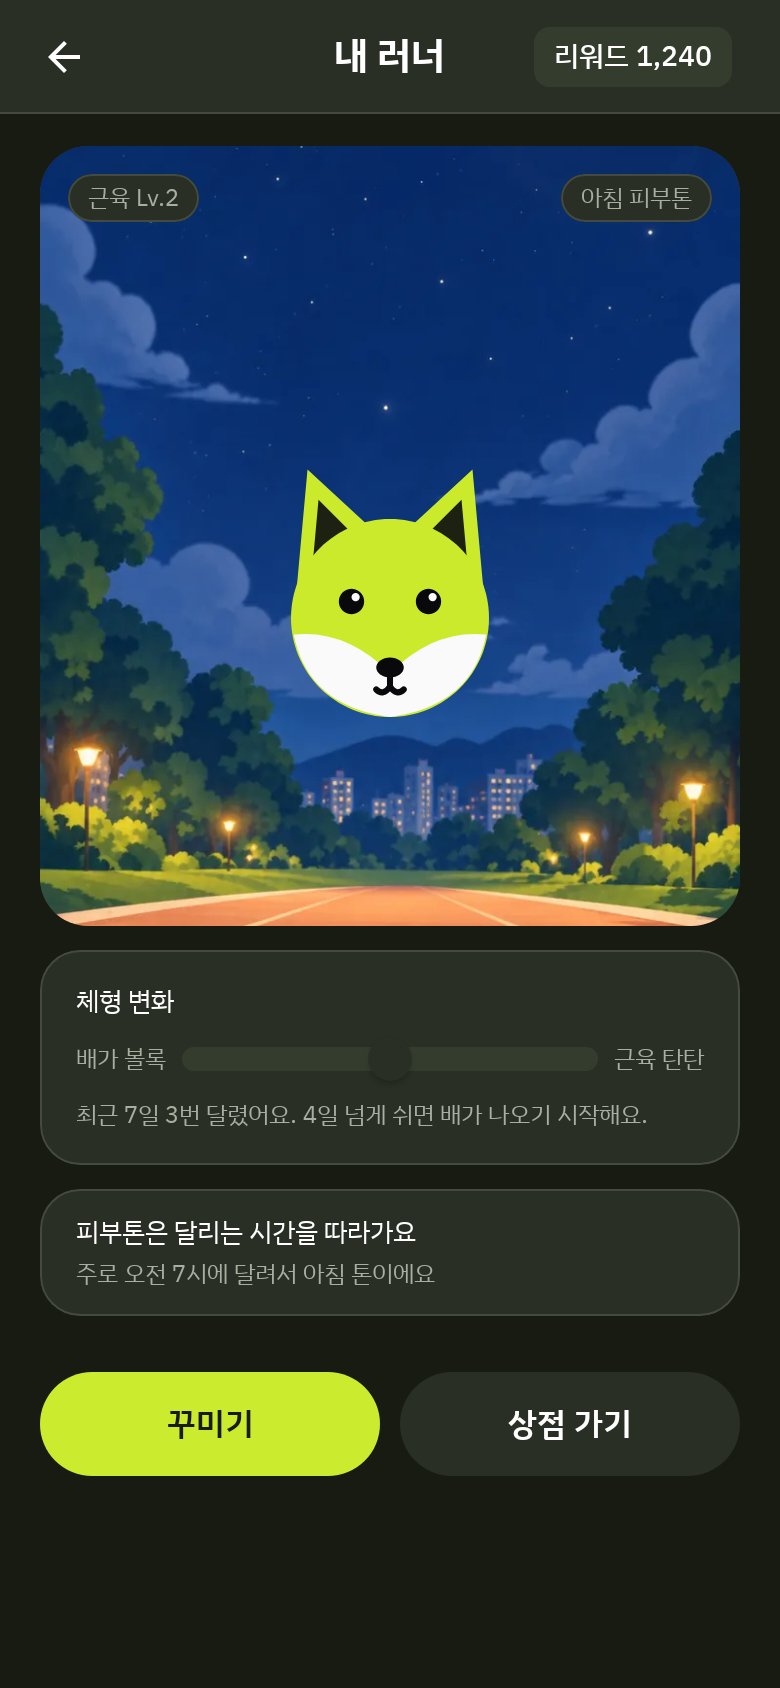 내 러너
리워드 1,240
근육 Lv.2
아침 피부톤
체형 변화
배가 볼록
근육 탄탄
최근 7일 3번 달렸어요. 4일 넘게 쉬면 배가 나오기 시작해요.
피부톤은 달리는 시간을 따라가요
주로 오전 7시에 달려서 아침 톤이에요
꾸미기
상점 가기